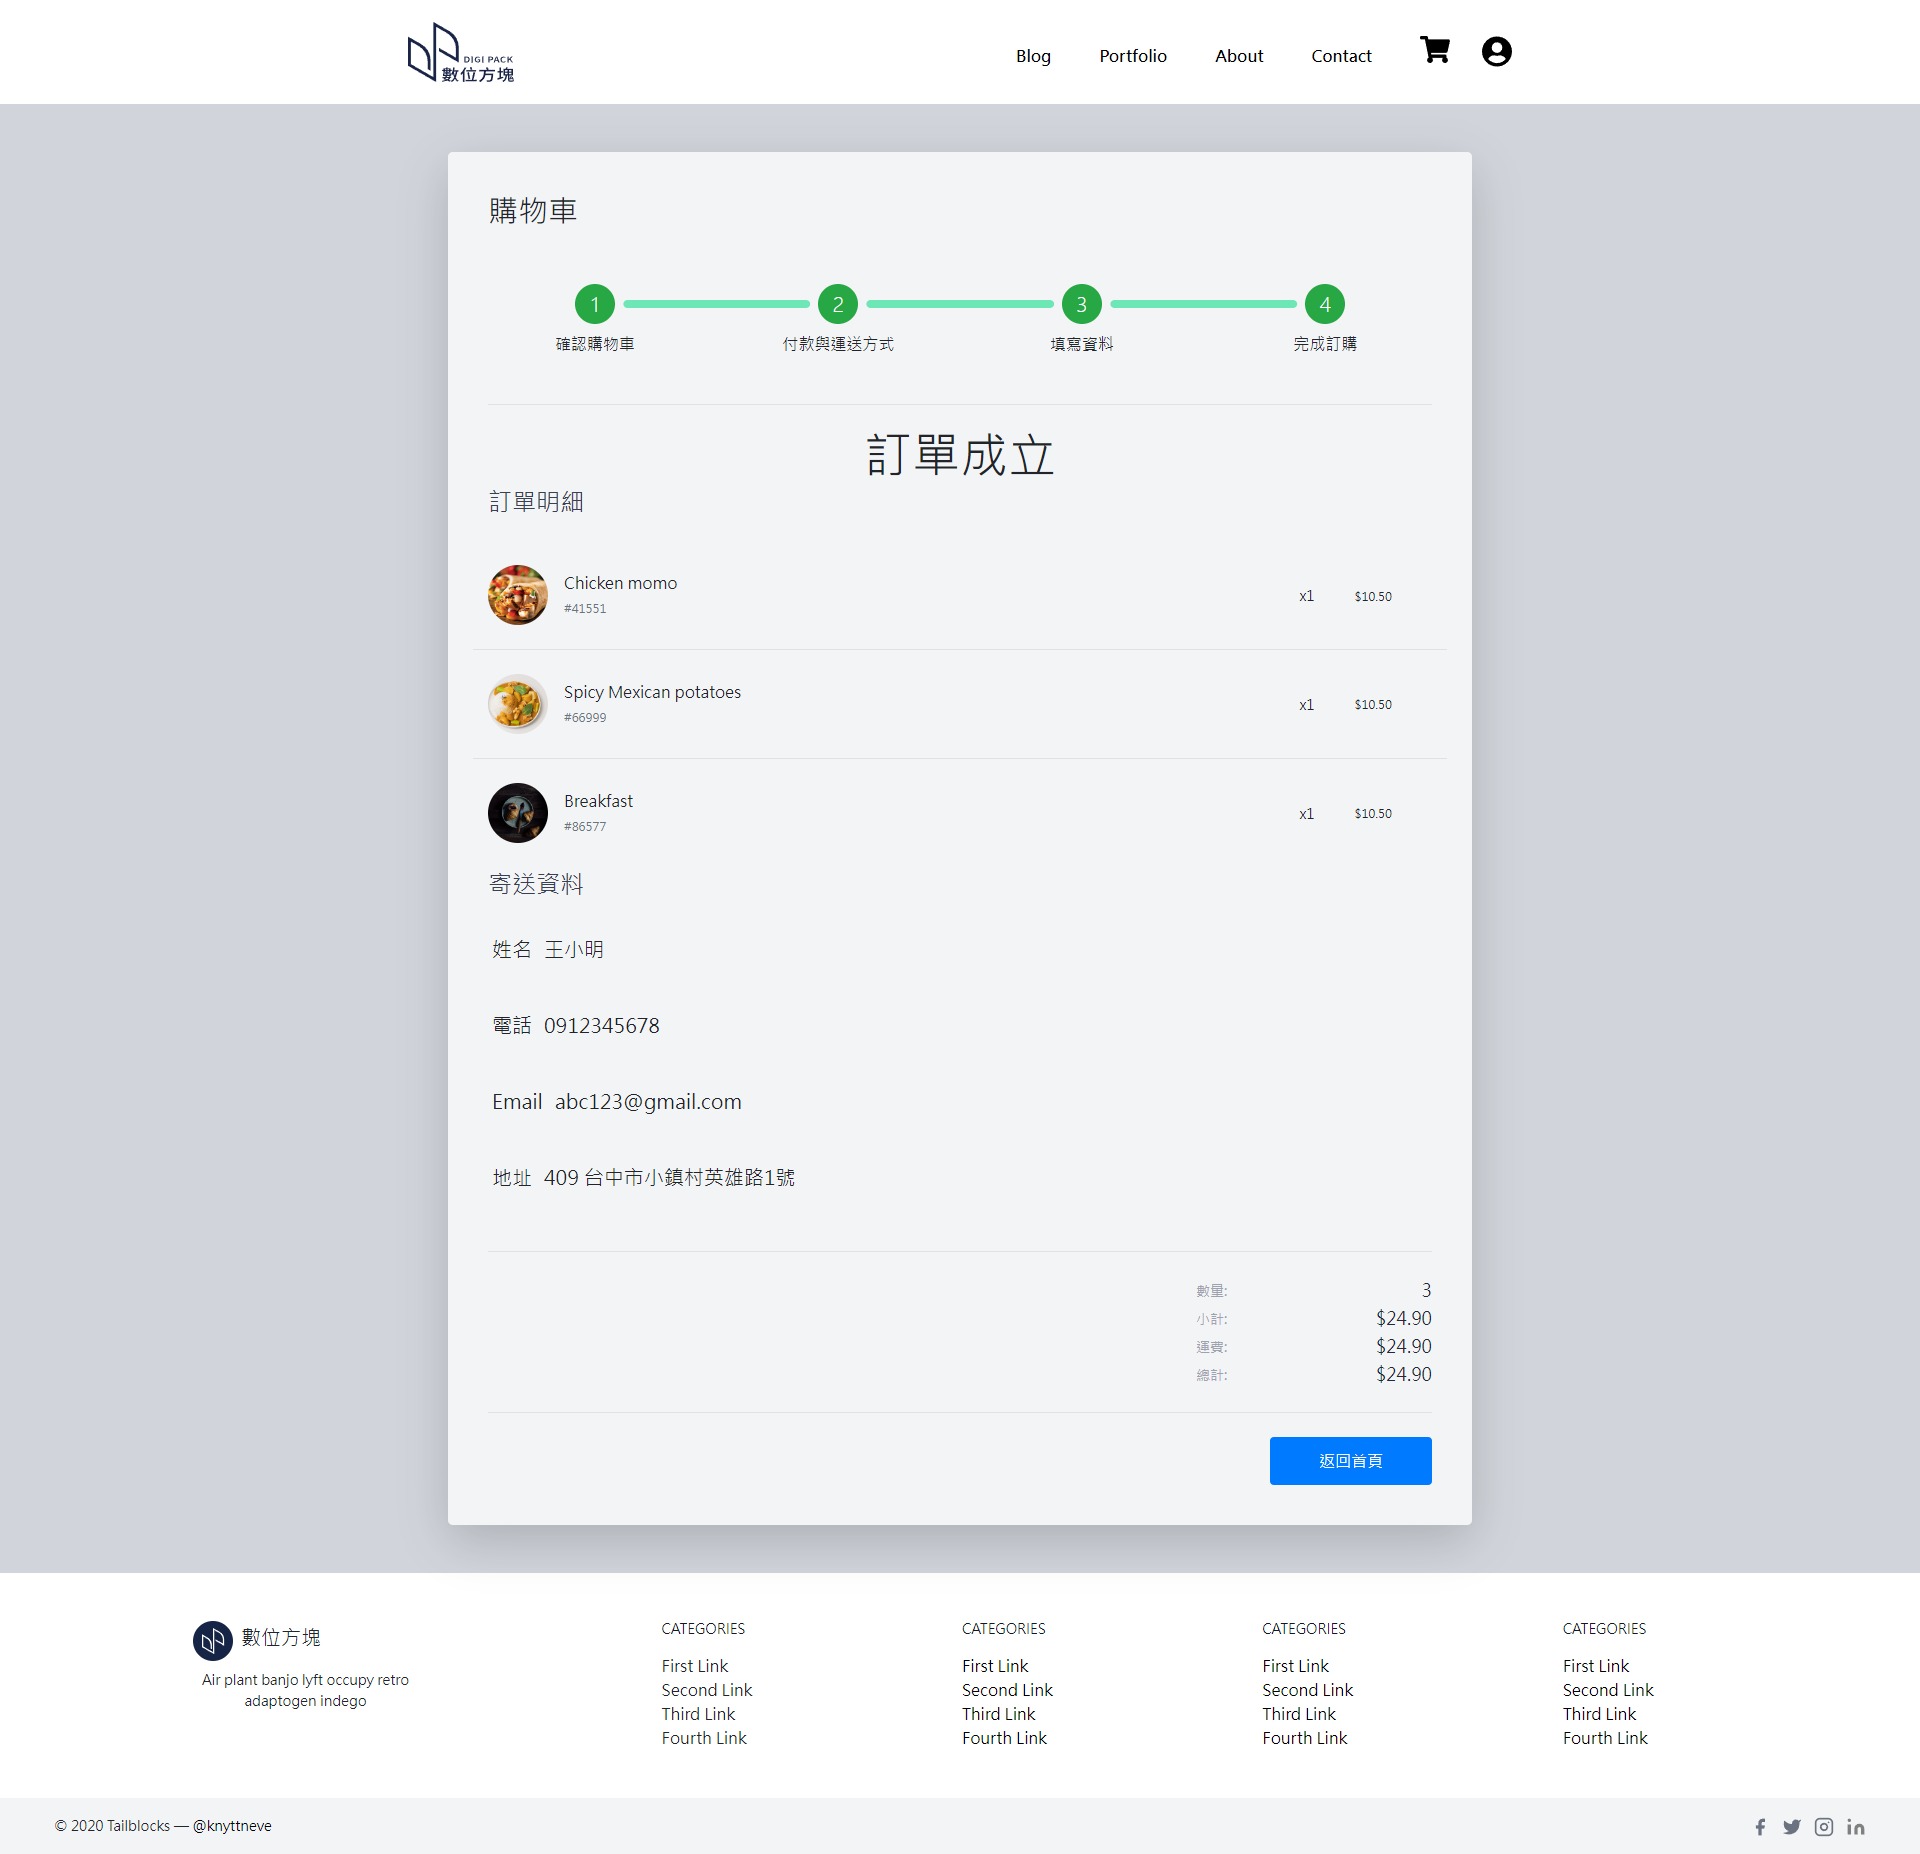 DIGI PACK
數位方塊
Blog
Portfolio
About
Contact
購物車
1
2
3
4
確認購物車
付款與運送方式
填寫資料
完成訂購
訂單成立
訂單明細
Chicken momo
#41551
x1
$10.50
Spicy Mexican potatoes
#66999
x1
$10.50
Breakfast
#86577
x1
$10.50
寄送資料
姓名 王小明
電話 0912345678
Email abc123@gmail.com
地址 409 台中市小鎮村英雄路1號
數量: 3
小計: $24.90
運費: $24.90
總計: $24.90
返回首頁
數位方塊
Air plant banjo lyft occupy retro
adaptogen indego
CATEGORIES
First Link
Second Link
Third Link
Fourth Link
CATEGORIES
First Link
Second Link
Third Link
Fourth Link
CATEGORIES
First Link
Second Link
Third Link
Fourth Link
CATEGORIES
First Link
Second Link
Third Link
Fourth Link
© 2020 Tailblocks — @knyttneve